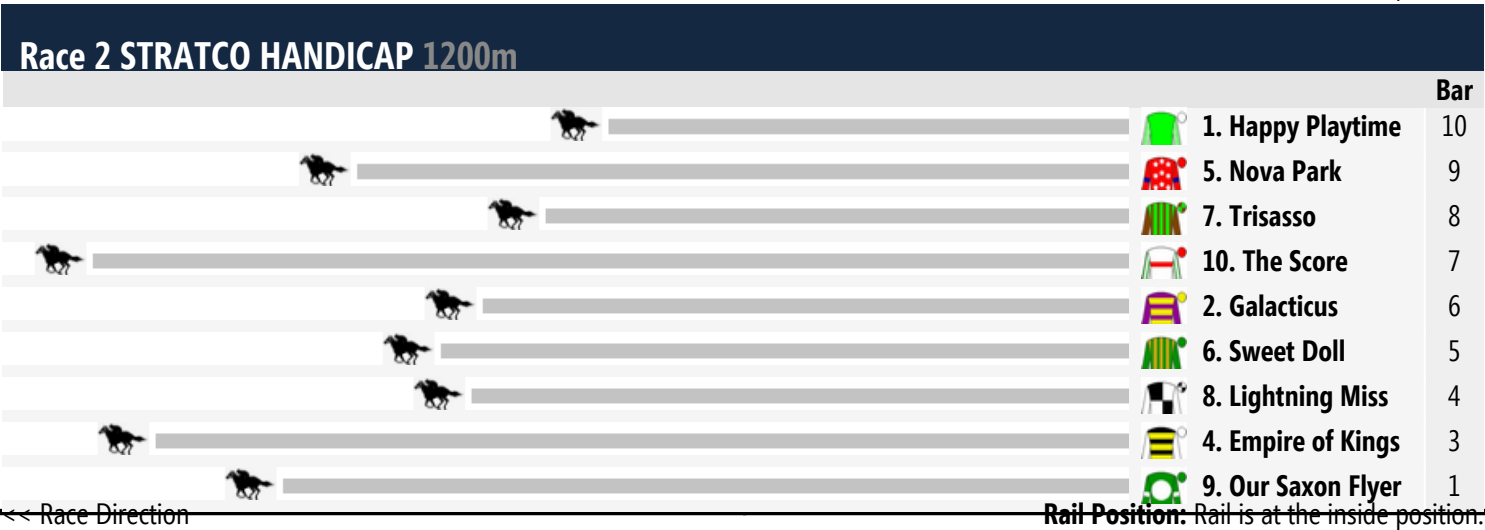 Race 2 STRATCO HANDICAP 1200m
Bar
1. Happy Playtime 10
5. Nova Park 9
7. Trisasso 8
10. The Score 7
2. Galacticus 6
6. Sweet Doll 5
8. Lightning Miss 4
4. Empire of Kings 3
9. Our Saxon Flyer 1
<< Race Direction Rail Position: Rail is at the inside position.